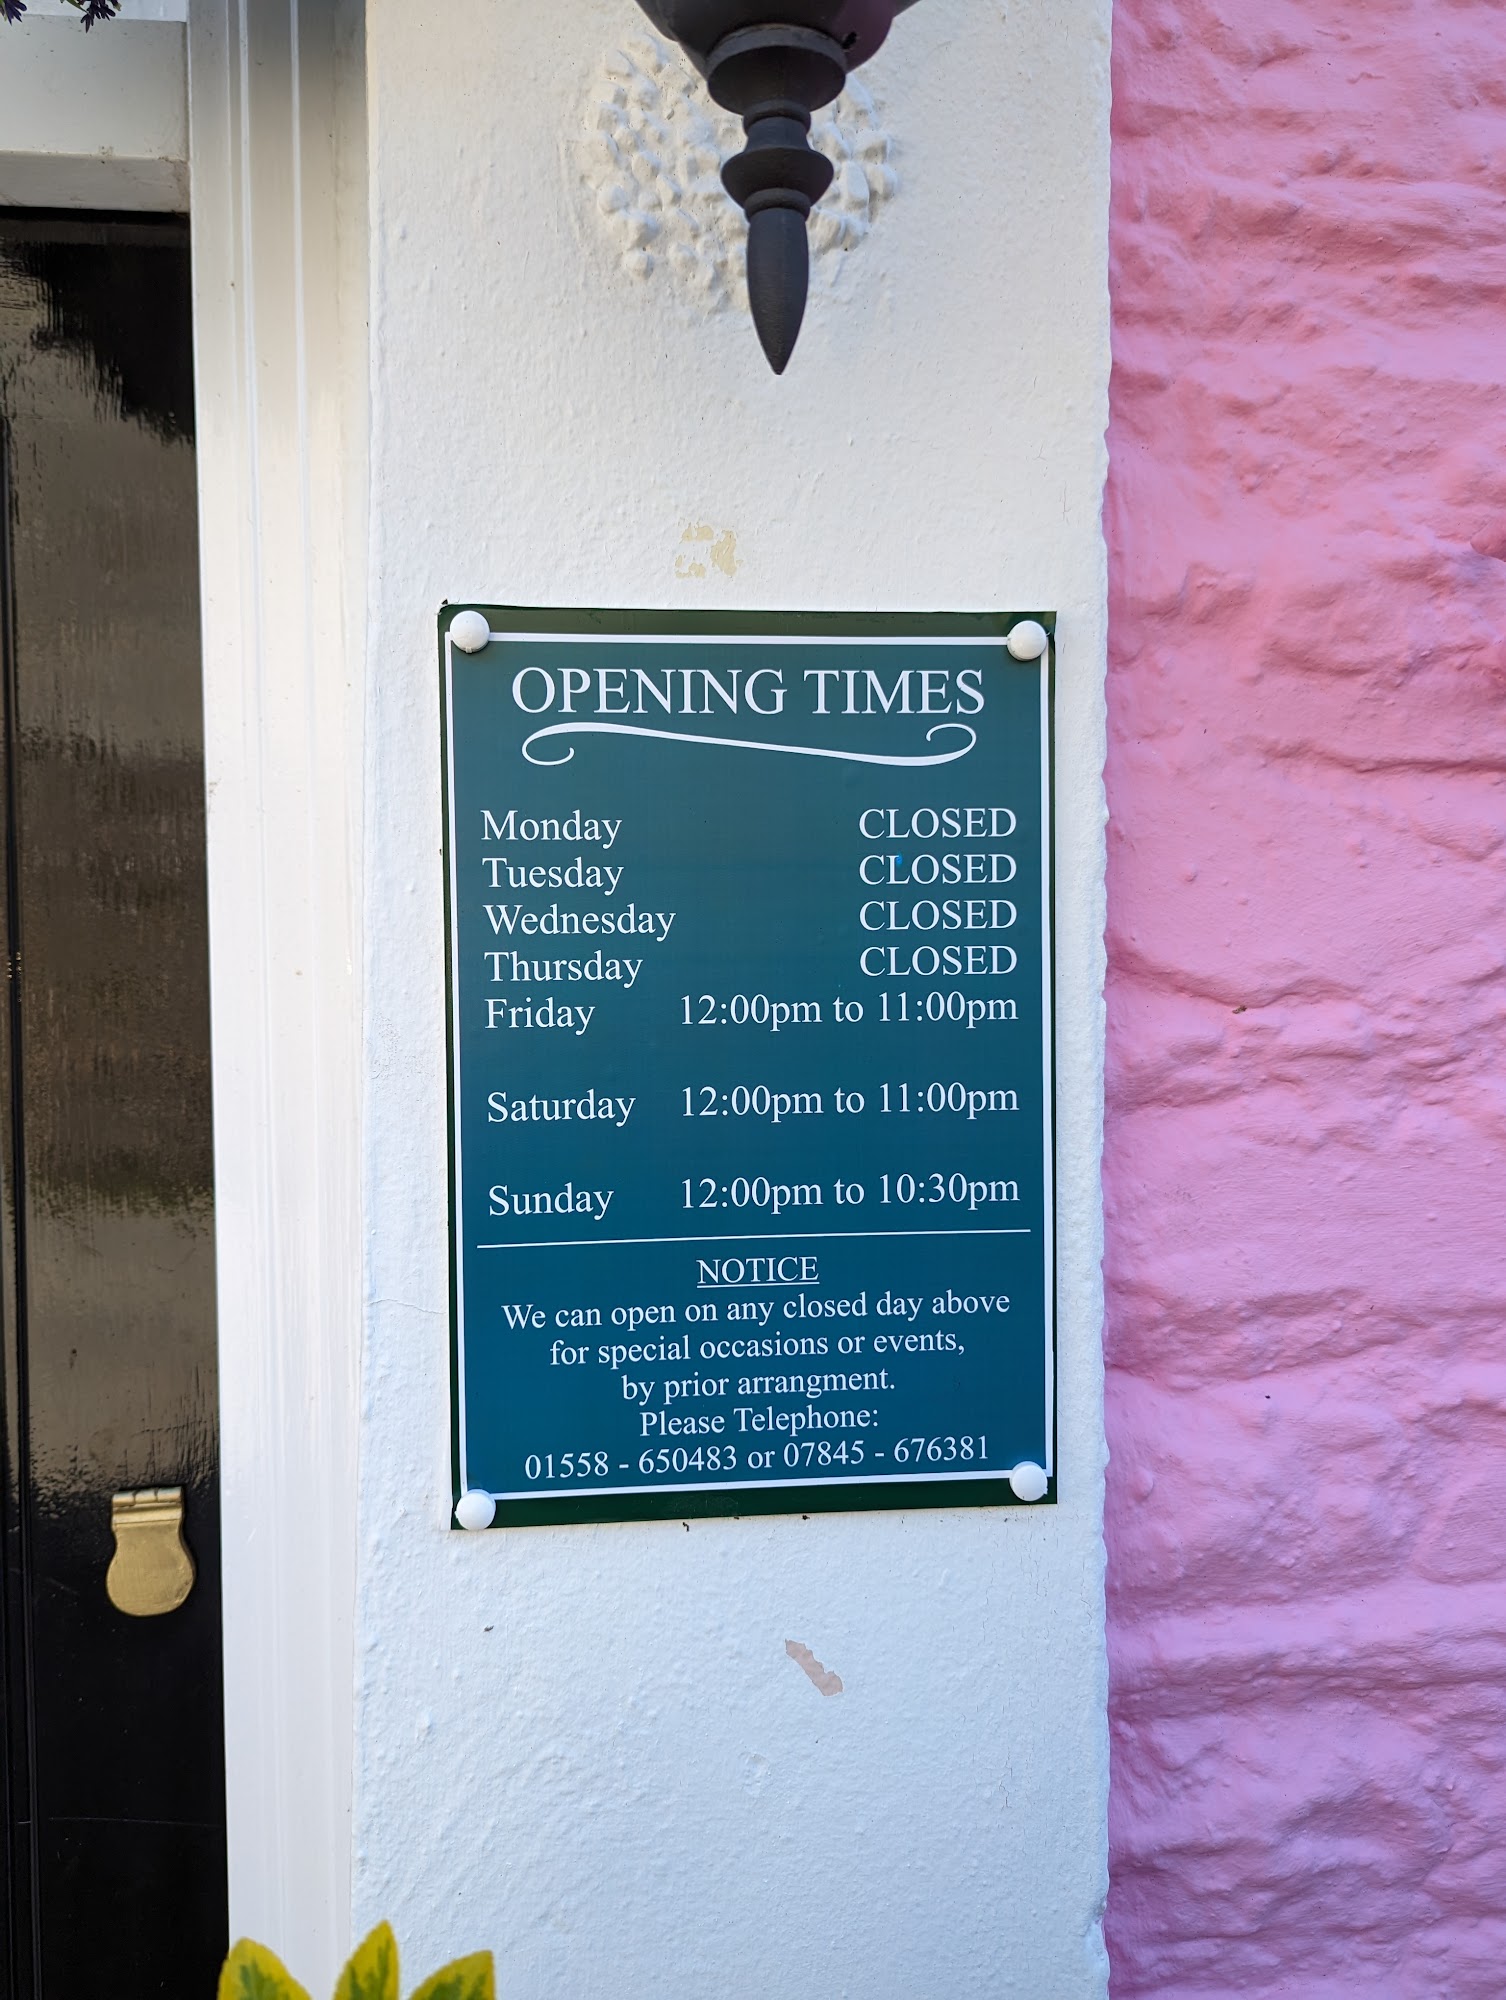 OPENING TIMES
Monday CLOSED
Tuesday CLOSED
Wednesday CLOSED
Thursday CLOSED
Friday 12:00pm to 11:00pm
Saturday 12:00pm to 11:00pm
Sunday 12:00pm to 10:30pm
NOTICE
We can open on any closed day above
for special occasions or events,
by prior arrangment.
Please Telephone:
01558 - 650483 or 07845 - 676381